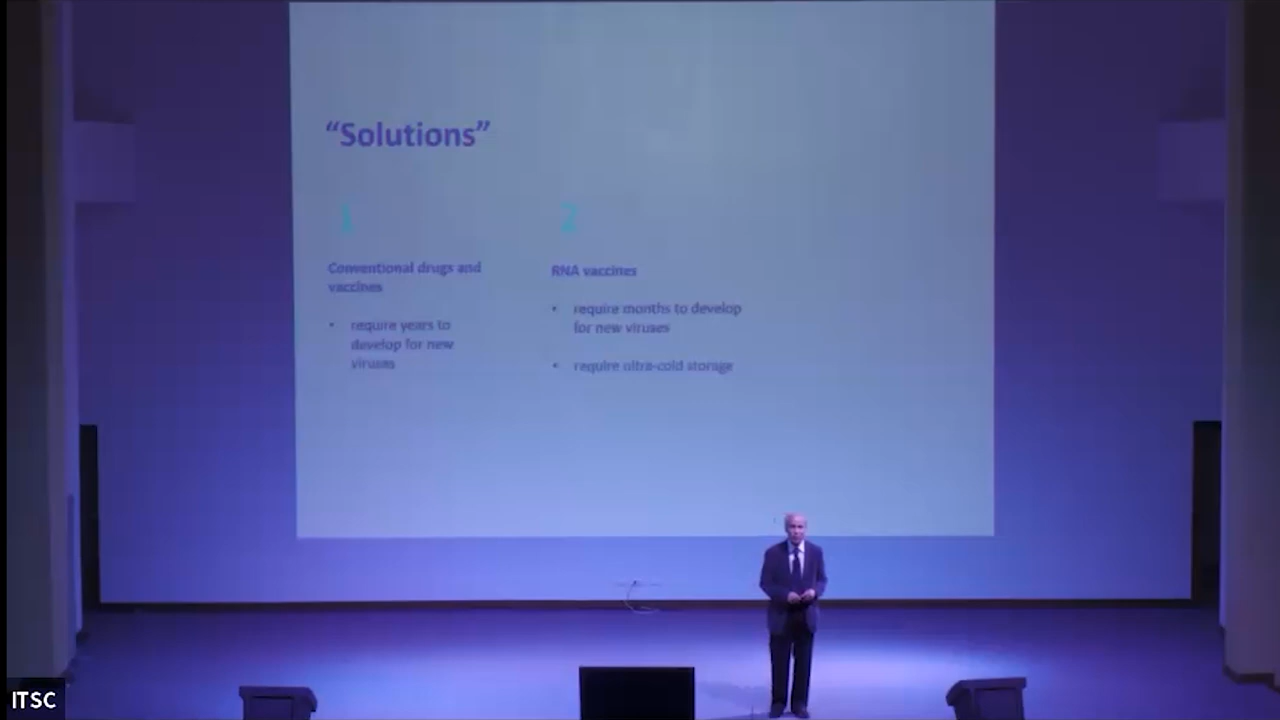 “Solutions”
1
2
Conventional drugs and
vaccines
• require years to
develop for new
viruses
RNA vaccines
• require months to develop
for new viruses
• require ultra-cold storage
ITSC